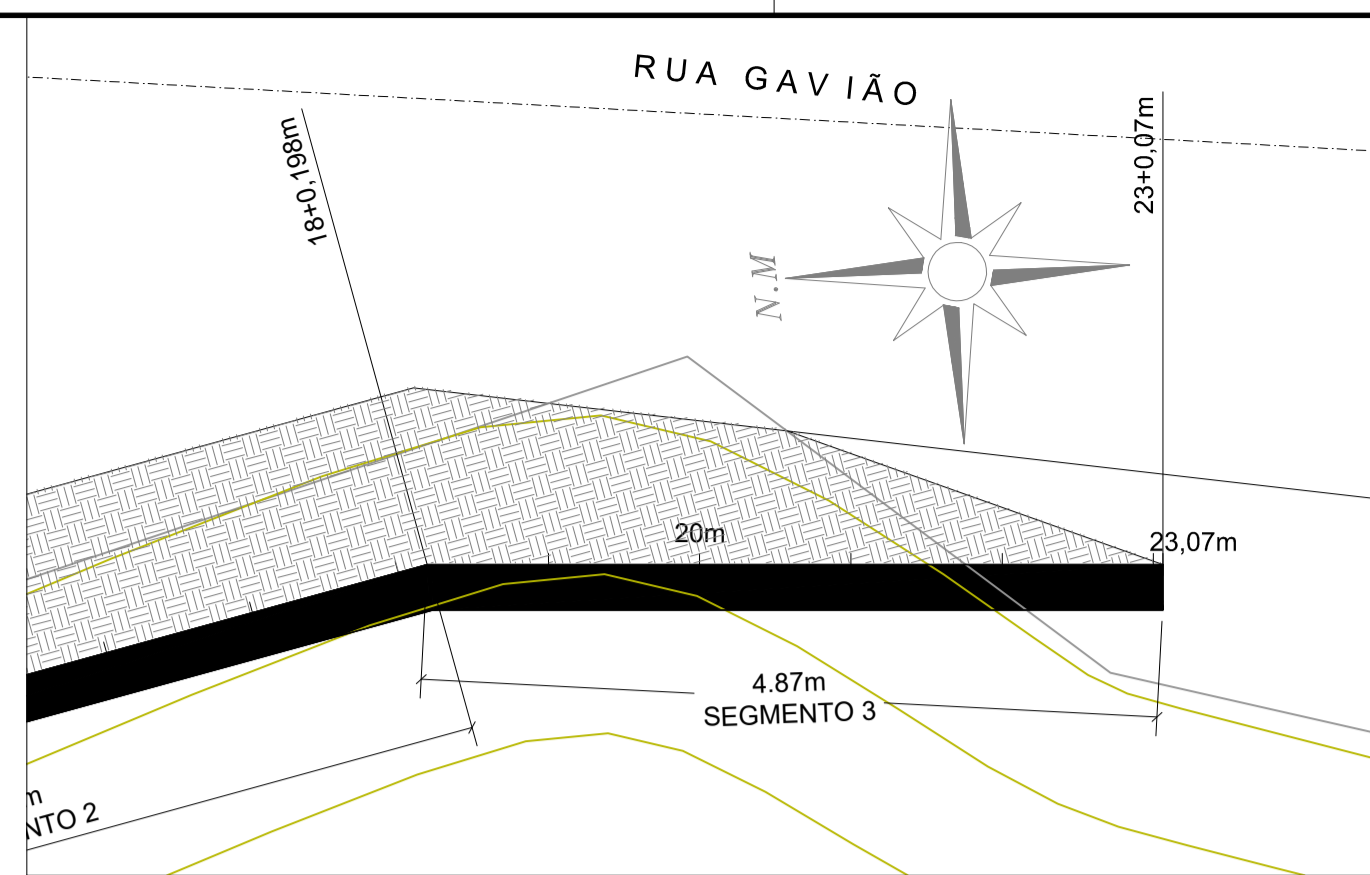 RUA GAVIÃO
18+0,198m
23+0,07m
N.M
20m
23,07m
4.87m
SEGMENTO 3
m
NTO 2